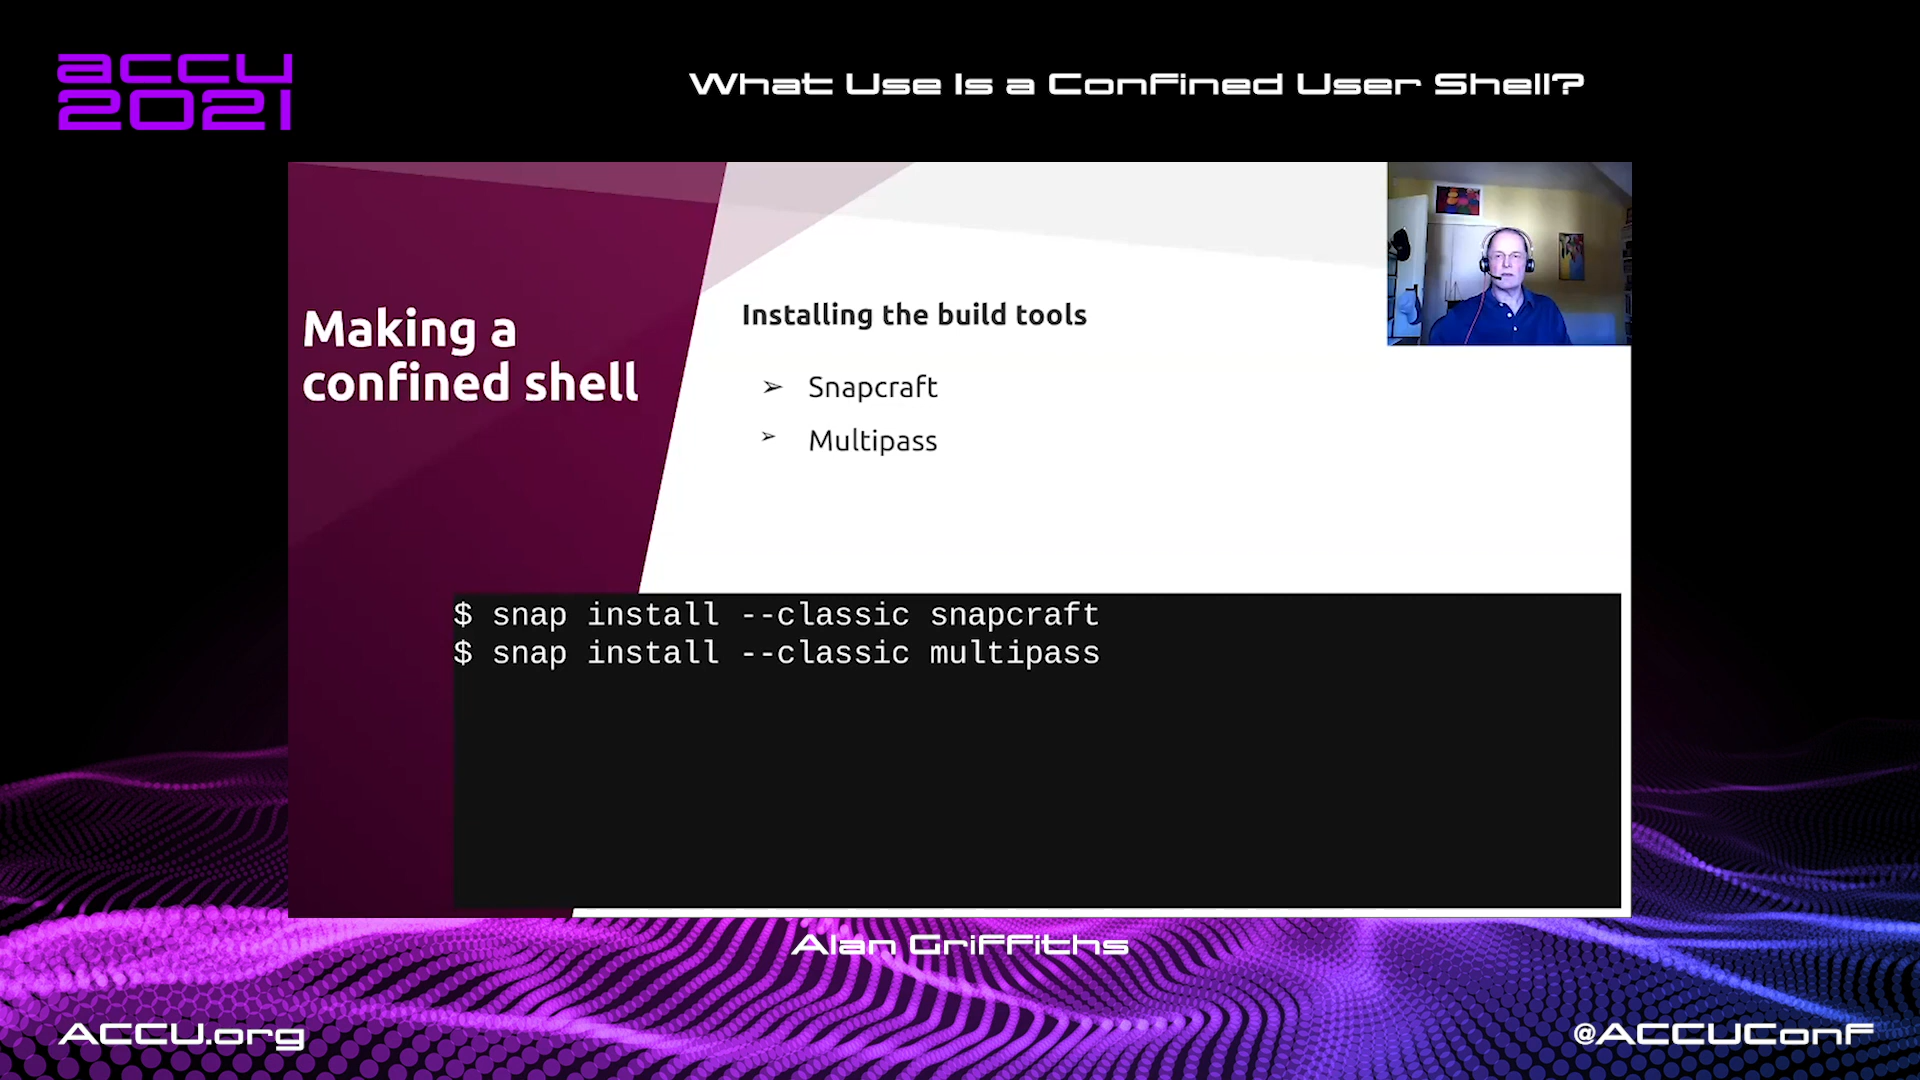 accu
2021
What Use Is a Confined User Shell?
Making a
confined shell
Installing the build tools
➢ Snapcraft
➢ Multipass
$ snap install --classic snapcraft
$ snap install --classic multipass
Alan Griffiths
ACCU.org
@ACCUConf